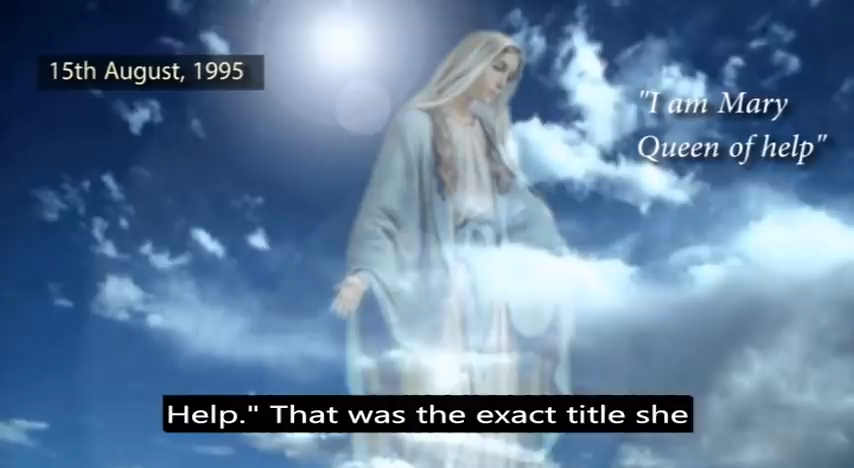 15th August, 1995
"I am Mary
Queen of help"
Help." That was the exact title she